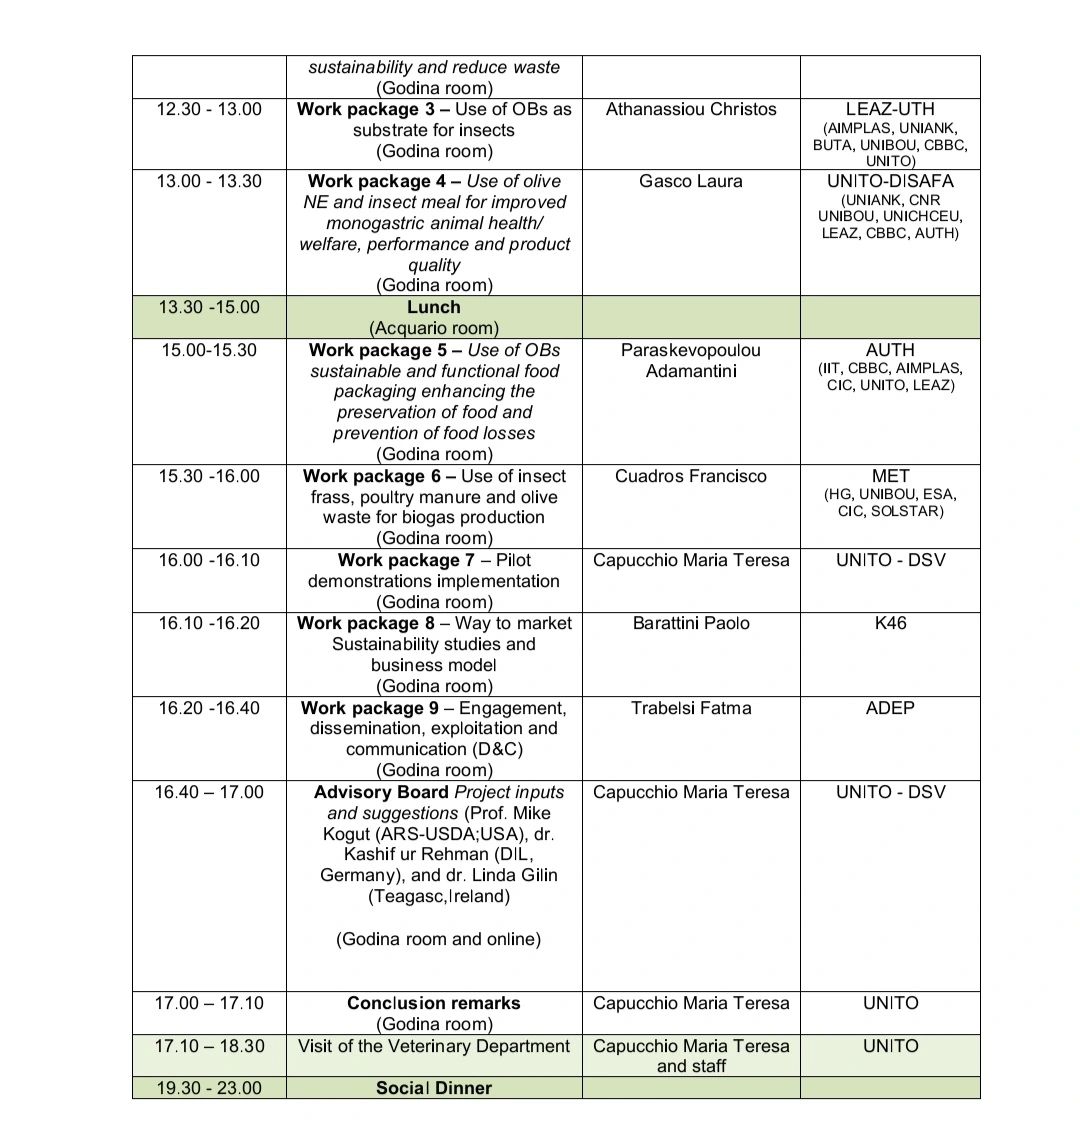 sustainability and reduce waste
(Godina room)
12.30 - 13.00
Work package 3 – Use of OBs as
substrate for insects
(Godina room)
Athanassiou Christos
LEAZ-UTH
(AIMPLAS, UNIANK,
BUTA, UNIBOU, CBBC,
UNITO)
13.00 - 13.30
Work package 4 – Use of olive
NE and insect meal for improved
monogastric animal health/
welfare, performance and product
quality
(Godina room)
Gasco Laura
UNITO-DISAFA
(UNIANK, CNR
UNIBOU, UNICHCEU,
LEAZ, CBBC, AUTH)
13.30 -15.00
Lunch
(Acquario room)
15.00-15.30
Work package 5 – Use of OBs
sustainable and functional food
packaging enhancing the
preservation of food and
prevention of food losses
(Godina room)
Paraskevopoulou
Adamantini
AUTH
(IIT, CBBC, AIMPLAS,
CIC, UNITO, LEAZ)
15.30 -16.00
Work package 6 – Use of insect
frass, poultry manure and olive
waste for biogas production
(Godina room)
Cuadros Francisco
MET
(HG, UNIBOU, ESA,
CIC, SOLSTAR)
16.00 -16.10
Work package 7 – Pilot
demonstrations implementation
(Godina room)
Capucchio Maria Teresa
UNITO - DSV
16.10 -16.20
Work package 8 – Way to market
Sustainability studies and
business model
(Godina room)
Barattini Paolo
K46
16.20 -16.40
Work package 9 – Engagement,
dissemination, exploitation and
communication (D&C)
(Godina room)
Trabelsi Fatma
ADEP
16.40 – 17.00
Advisory Board Project inputs
and suggestions (Prof. Mike
Kogut (ARS-USDA;USA), dr.
Kashif ur Rehman (DIL,
Germany), and dr. Linda Gilin
(Teagasc,Ireland)
(Godina room and online)
Capucchio Maria Teresa
UNITO - DSV
17.00 – 17.10
Conclusion remarks
(Godina room)
Capucchio Maria Teresa
UNITO
17.10 – 18.30
Visit of the Veterinary Department
Capucchio Maria Teresa
and staff
UNITO
19.30 - 23.00
Social Dinner